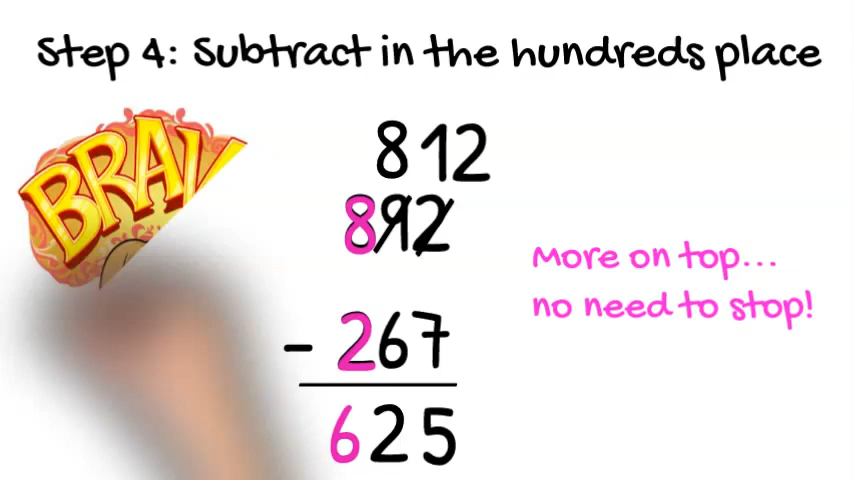 Step 4: Subtract in the hundreds place
BRAV
812
892
More on top...
no need to stop!
- 267
625